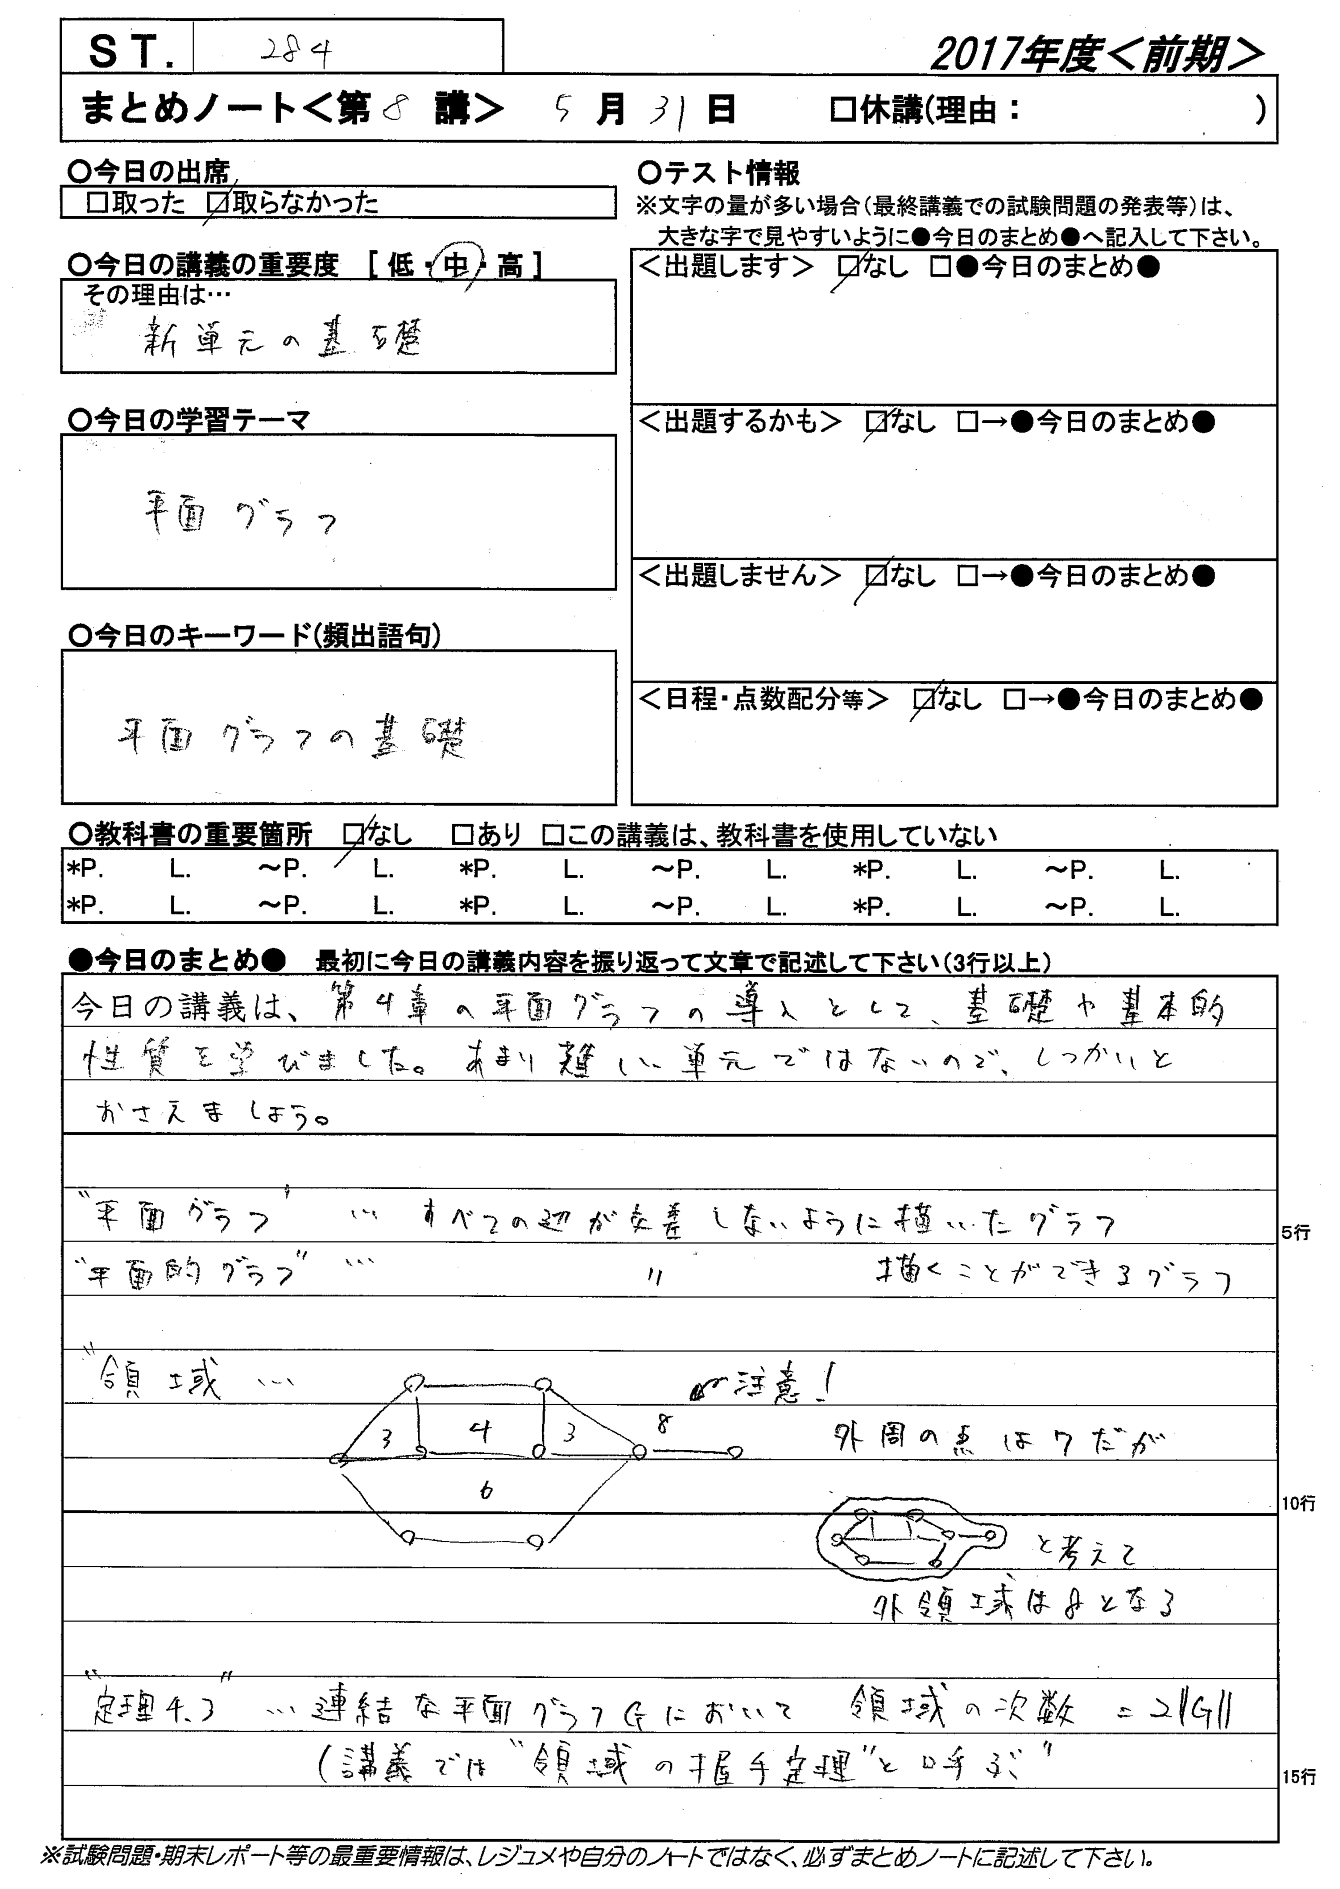 ST. 284
2017年度＜前期＞
まとめノート＜第 8 講＞ 5 月 31 日 □休講(理由： )
○今日の出席
□取った ☑取らなかった
○今日の講義の重要度 [ 低・中・高 ]
その理由は…
新単元の基礎
○今日の学習テーマ
平面グラフ
○今日のキーワード(頻出語句)
平面グラフの基礎
○テスト情報
※文字の量が多い場合(最終講義での試験問題の発表等)は、
大きな字で見やすいように●今日のまとめ●へ記入して下さい。
＜出題します＞ ☑なし □●今日のまとめ●
＜出題するかも＞ ☑なし □→●今日のまとめ●
＜出題しません＞ ☑なし □→●今日のまとめ●
＜日程・点数配分等＞ ☑なし □→●今日のまとめ●
○教科書の重要箇所 ☑なし □あり □この講義は、教科書を使用していない
*P. L. ～P. L. *P. L. ～P. L. *P. L. ～P. L.
*P. L. ～P. L. *P. L. ～P. L. *P. L. ～P. L.
●今日のまとめ● 最初に今日の講義内容を振り返って文章で記述して下さい(3行以上)
今日の講義は、第4章の平面グラフの導入として、基礎や基本的
性質を学びました。あまり難しい単元ではないので、しっかりと
おさえましょう。
"平面グラフ" … すべての辺が交差しないように描いたグラフ
5行
"平面的グラフ" … 〃 描くことができるグラフ
"領域 …
注意!
3 4 3 8
外周の点は7だが
6
10行
と考えて
外領域は8となる
"定理4.3" … 連結な平面グラフGにおいて 領域の次数 = 2||G||
(講義では"領域の握手定理"と呼ぶ"
15行
※試験問題・期末レポート等の最重要情報は、レジュメや自分のノートではなく、必ずまとめノートに記述して下さい。